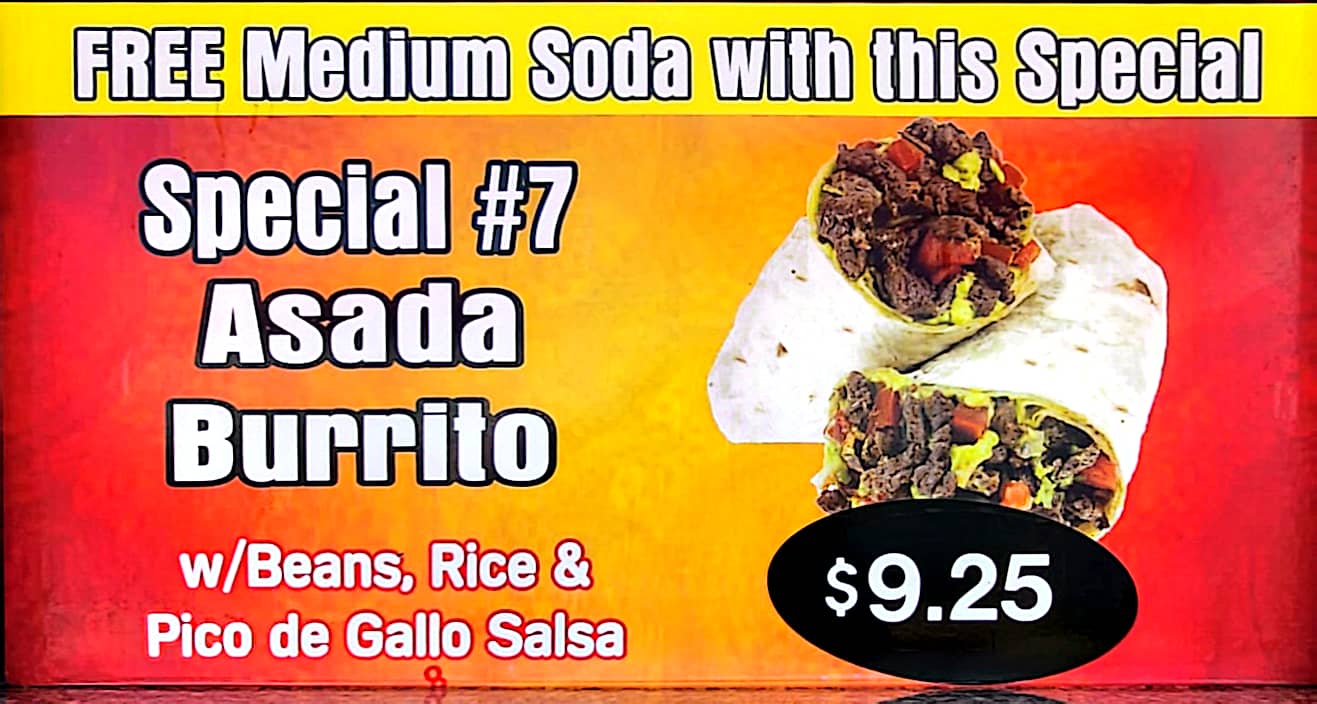 FREE Medium Soda with this Special
Special #7
Asada
Burrito
w/Beans, Rice &
Pico de Gallo Salsa
$9.25